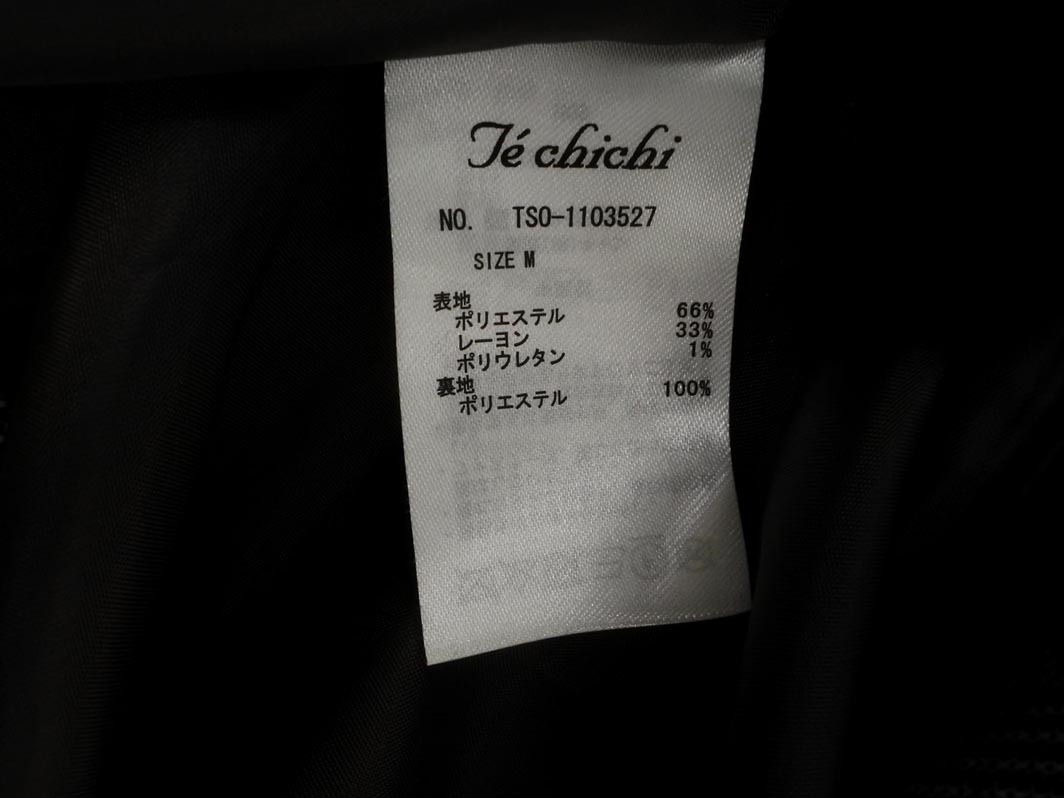 Té chichi
NO. TSO-1103527
SIZE M
表地
ポリエステル 66%
レーヨン 33%
ポリウレタン 1%
裏地
ポリエステル 100%